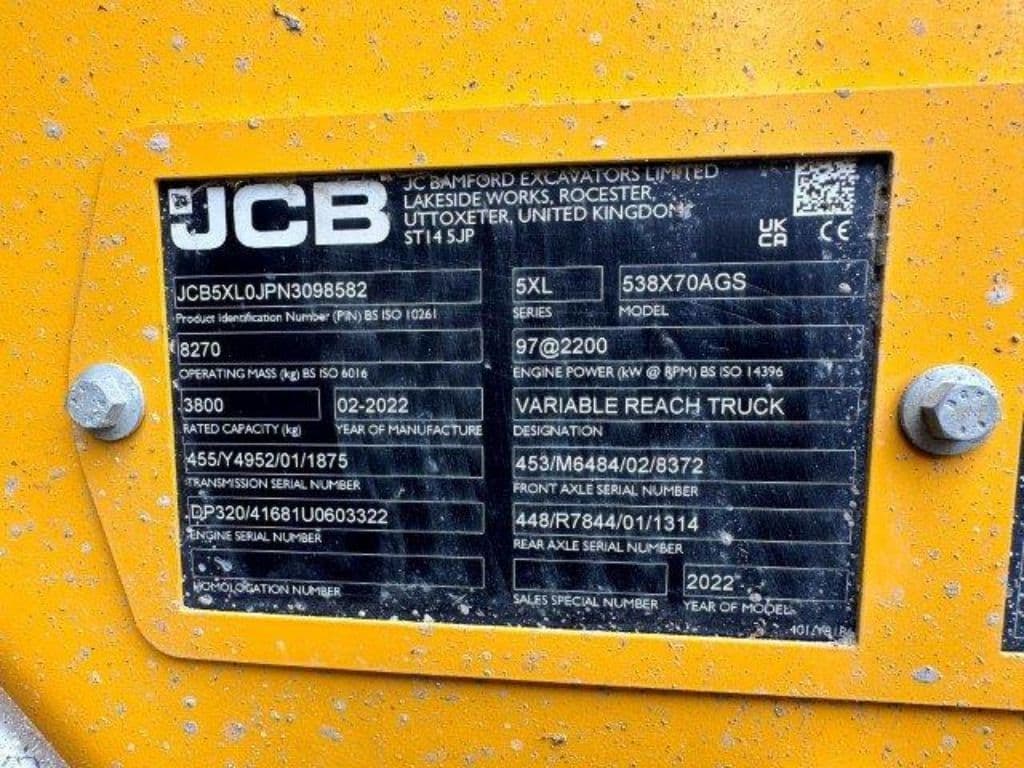 JCB
JC BAMFORD EXCAVATORS LIMITED
LAKESIDE WORKS, ROCESTER,
UTTOXETER, UNITED KINGDOM
ST14 5JP
UK
CA CE
JCB5XL0JPN3098582
Product Identification Number (PIN) BS ISO 10261
5XL
SERIES
538X70AGS
MODEL
8270
OPERATING MASS (kg) BS ISO 6016
97@2200
ENGINE POWER (kW @ RPM) BS ISO 14396
3800
RATED CAPACITY (kg)
02-2022
YEAR OF MANUFACTURE
VARIABLE REACH TRUCK
DESIGNATION
455/Y4952/01/1875
TRANSMISSION SERIAL NUMBER
453/M6484/02/8372
FRONT AXLE SERIAL NUMBER
DP320/41681U0603322
ENGINE SERIAL NUMBER
448/R7844/01/1314
REAR AXLE SERIAL NUMBER
HOMOLOGATION NUMBER
SALES SPECIAL NUMBER
2022
YEAR OF MODEL